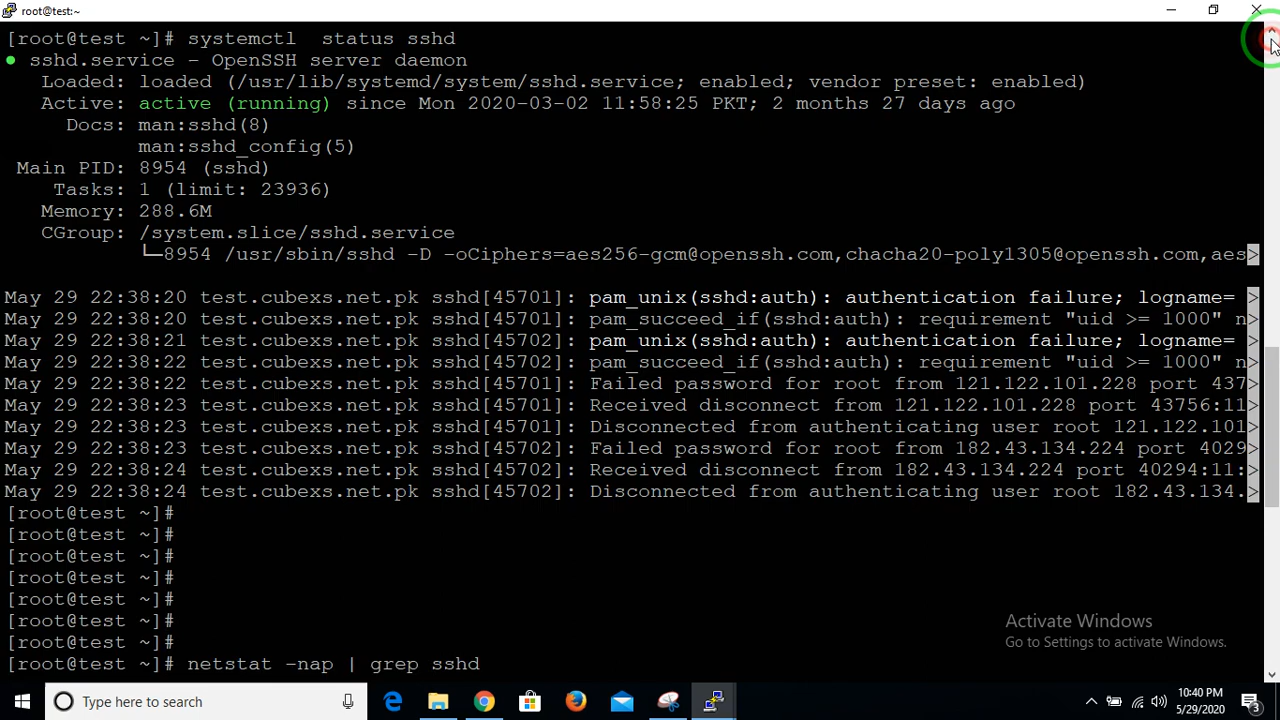 root@test:~
[root@test ~]# systemctl  status sshd
● sshd.service - OpenSSH server daemon
Loaded: loaded (/usr/lib/systemd/system/sshd.service; enabled; vendor preset: enabled)
Active: active (running) since Mon 2020-03-02 11:58:25 PKT; 2 months 27 days ago
Docs: man:sshd(8)
man:sshd_config(5)
Main PID: 8954 (sshd)
Tasks: 1 (limit: 23936)
Memory: 288.6M
CGroup: /system.slice/sshd.service
└─8954 /usr/sbin/sshd -D -oCiphers=aes256-gcm@openssh.com,chacha20-poly1305@openssh.com,aes>
May 29 22:38:20 test.cubexs.net.pk sshd[45701]: pam_unix(sshd:auth): authentication failure; logname= >
May 29 22:38:20 test.cubexs.net.pk sshd[45701]: pam_succeed_if(sshd:auth): requirement "uid >= 1000" n>
May 29 22:38:21 test.cubexs.net.pk sshd[45702]: pam_unix(sshd:auth): authentication failure; logname= >
May 29 22:38:21 test.cubexs.net.pk sshd[45702]: pam_succeed_if(sshd:auth): requirement "uid >= 1000" n>
May 29 22:38:22 test.cubexs.net.pk sshd[45701]: Failed password for root from 121.122.101.228 port 437>
May 29 22:38:23 test.cubexs.net.pk sshd[45701]: Received disconnect from 121.122.101.228 port 43756:11>
May 29 22:38:23 test.cubexs.net.pk sshd[45701]: Disconnected from authenticating user root 121.122.101>
May 29 22:38:23 test.cubexs.net.pk sshd[45702]: Failed password for root from 182.43.134.224 port 4029>
May 29 22:38:24 test.cubexs.net.pk sshd[45702]: Received disconnect from 182.43.134.224 port 40294:11:>
May 29 22:38:24 test.cubexs.net.pk sshd[45702]: Disconnected from authenticating user root 182.43.134.>
[root@test ~]#
[root@test ~]#
[root@test ~]#
[root@test ~]#
[root@test ~]#
[root@test ~]#
[root@test ~]#
[root@test ~]# netstat -nap | grep sshd
Activate Windows
Go to Settings to activate Windows.
Type here to search
10:40 PM
5/29/2020
3